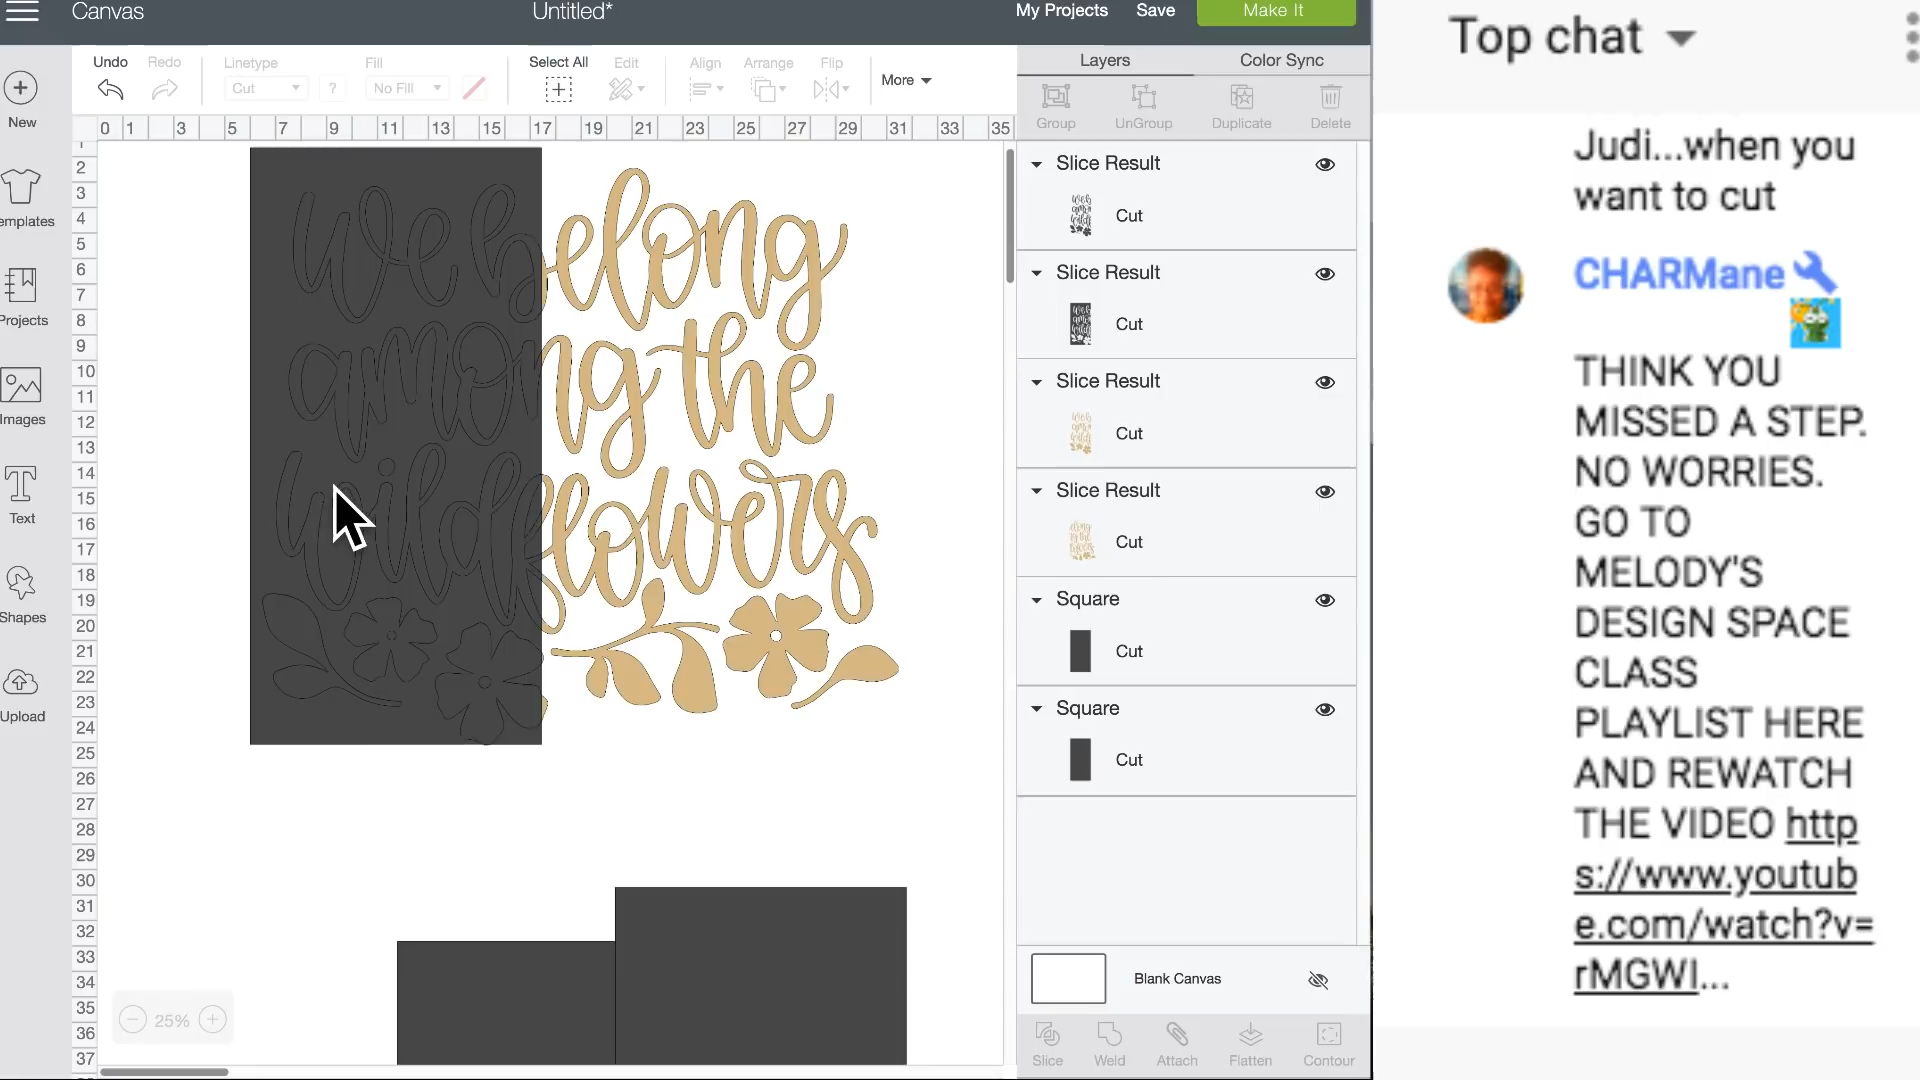 Canvas
Untitled*
My Projects
Save
Make It
Undo
Redo
Linetype
Cut
?
Fill
No Fill
Select All
Edit
Align
Arrange
Flip
More
Layers
Color Sync
Group
UnGroup
Duplicate
Delete
0 1 3 5 7 9 11 13 15 17 19 21 23 25 27 29 31 33 35
2
3
4
5
6
7
8
9
10
11
12
13
14
15
16
17
18
19
20
21
22
23
24
25
26
27
28
29
30
31
32
33
34
35
36
37
New
emplates
Projects
Images
Text
Shapes
Upload
we belong
among the
wildflowers
25%
Slice Result
Cut
Slice Result
Cut
Slice Result
Cut
Slice Result
Cut
Square
Cut
Square
Cut
Blank Canvas
Slice
Weld
Attach
Flatten
Contour
Top chat
Judi...when you
want to cut
CHARMane
THINK YOU
MISSED A STEP.
NO WORRIES.
GO TO
MELODY'S
DESIGN SPACE
CLASS
PLAYLIST HERE
AND REWATCH
THE VIDEO http
s://www.youtub
e.com/watch?v=
rMGWI...